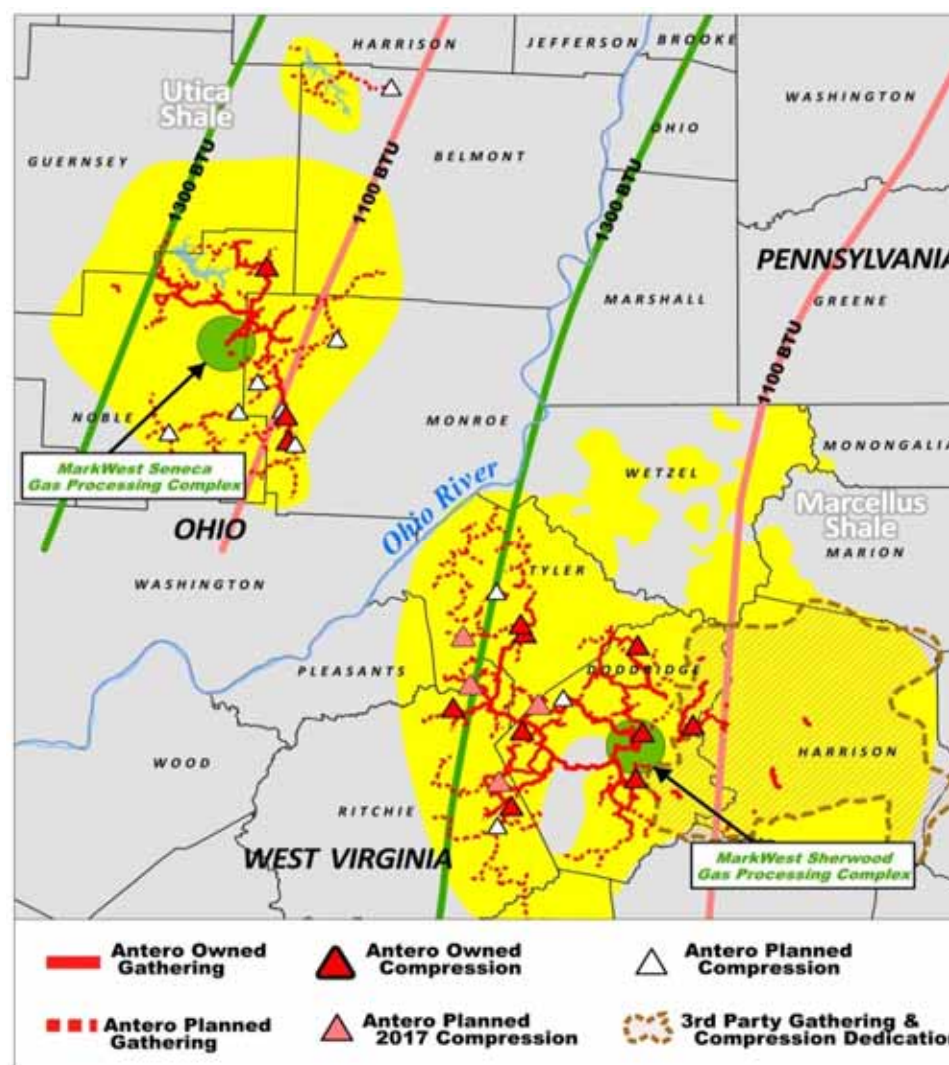 HARRISON
JEFFERSON
BROOKE
Utica
Shale
WASHINGTON
OHIO
GUERNSEY
BELMONT
1300 BTU
1100 BTU
1300 BTU
PENNSYLVANIA
MARSHALL
GREENE
1100 BTU
NOBLE
MONROE
MONONGALIA
MarkWest Seneca
Gas Processing Complex
WETZEL
Marcellus
Shale
OHIO
Ohio River
MARION
WASHINGTON
TYLER
PLEASANTS
DODDRIDGE
WOOD
HARRISON
RITCHIE
WEST VIRGINIA
MarkWest Sherwood
Gas Processing Complex
Antero Owned
Gathering
Antero Owned
Compression
Antero Planned
Compression
Antero Planned
Gathering
Antero Planned
2017 Compression
3rd Party Gathering &
Compression Dedication